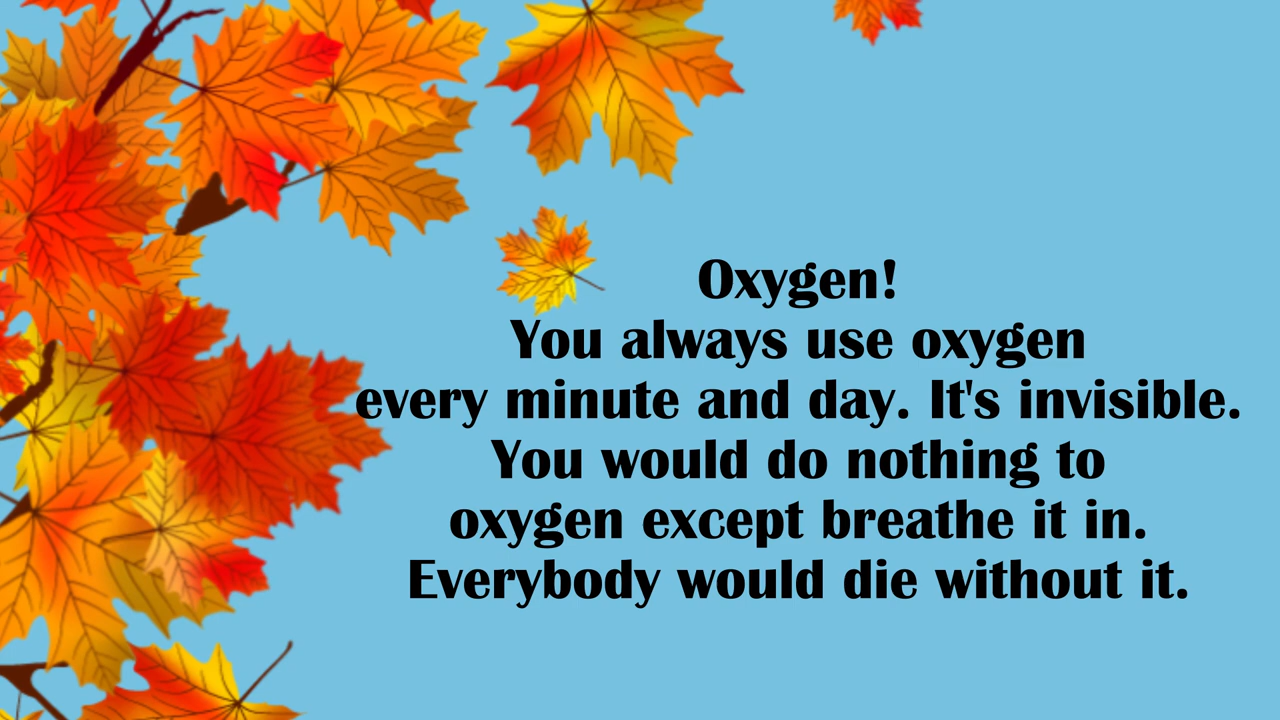 Oxygen!
You always use oxygen
every minute and day. It's invisible.
You would do nothing to
oxygen except breathe it in.
Everybody would die without it.